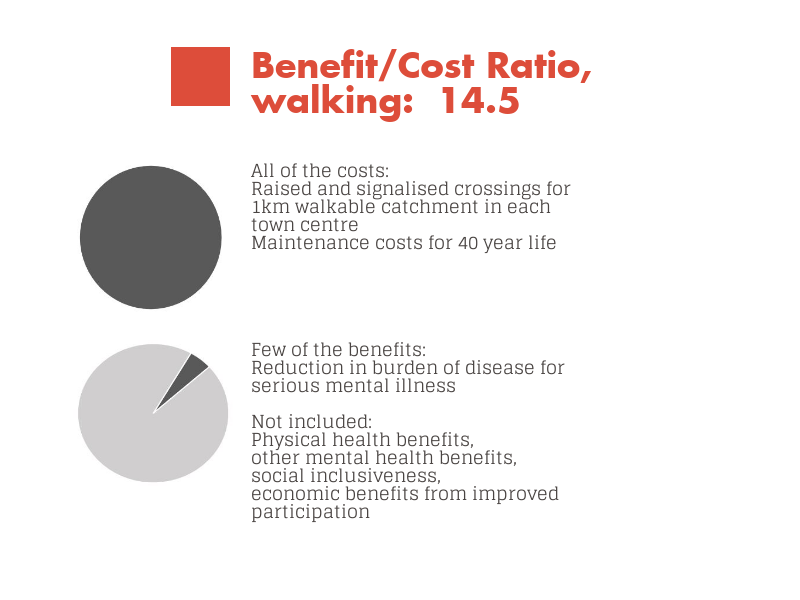 Benefit/Cost Ratio,
walking: 14.5
All of the costs:
Raised and signalised crossings for
1km walkable catchment in each
town centre
Maintenance costs for 40 year life
Few of the benefits:
Reduction in burden of disease for
serious mental illness
Not included:
Physical health benefits,
other mental health benefits,
social inclusiveness,
economic benefits from improved
participation